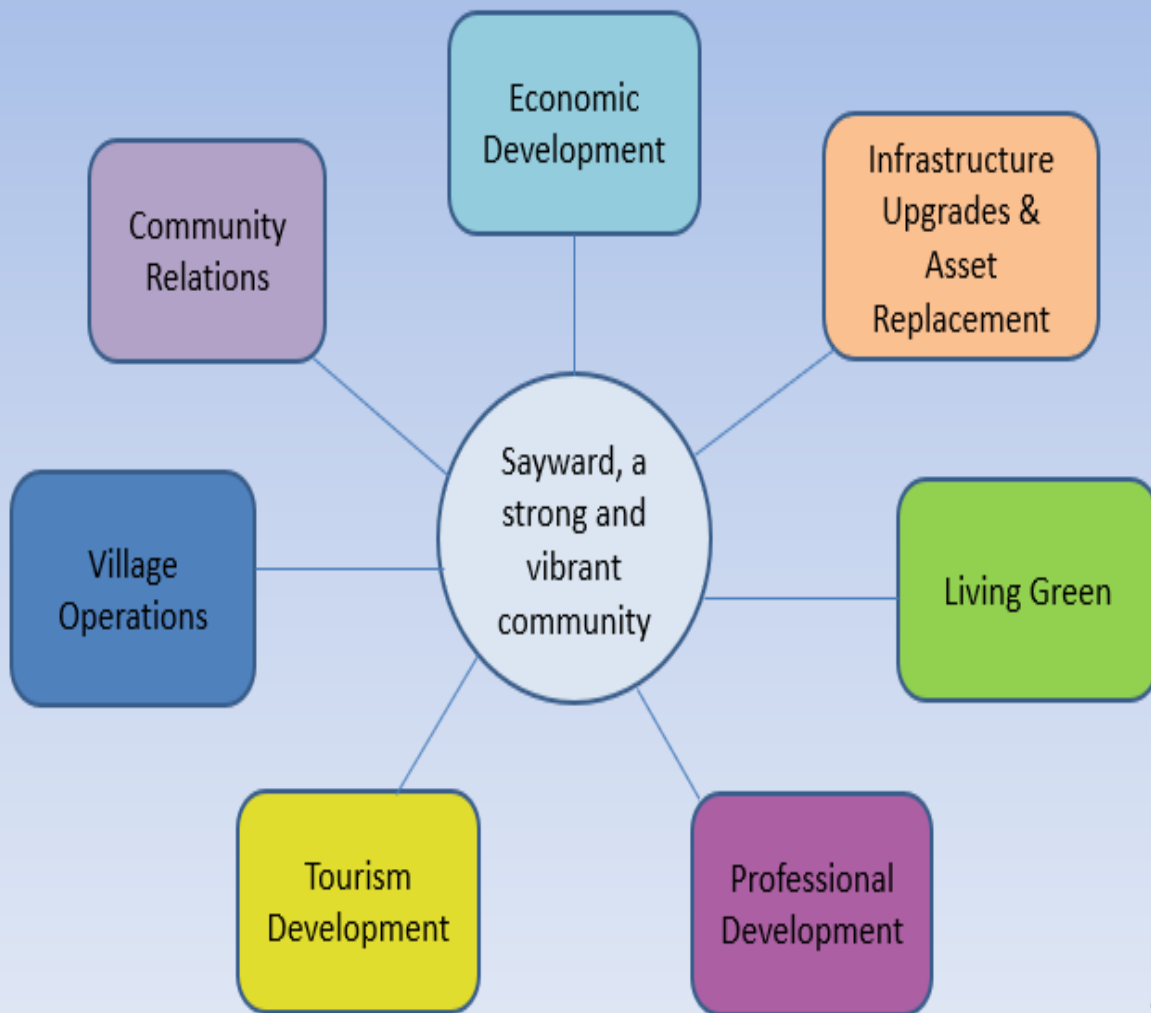 Economic
Development
Infrastructure
Upgrades &
Asset
Replacement
Community
Relations
Sayward, a
strong and
vibrant
community
Village
Operations
Living Green
Tourism
Development
Professional
Development